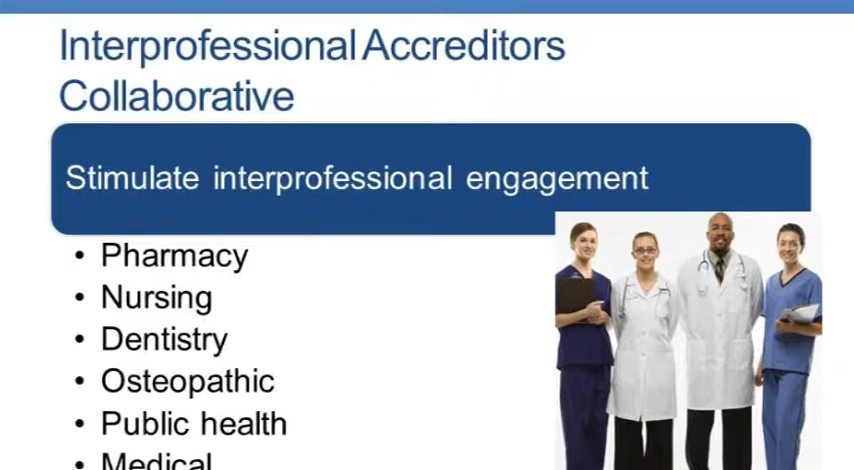 Interprofessional Accreditors
Collaborative
Stimulate interprofessional engagement
• Pharmacy
• Nursing
• Dentistry
• Osteopathic
• Public health
• Medical